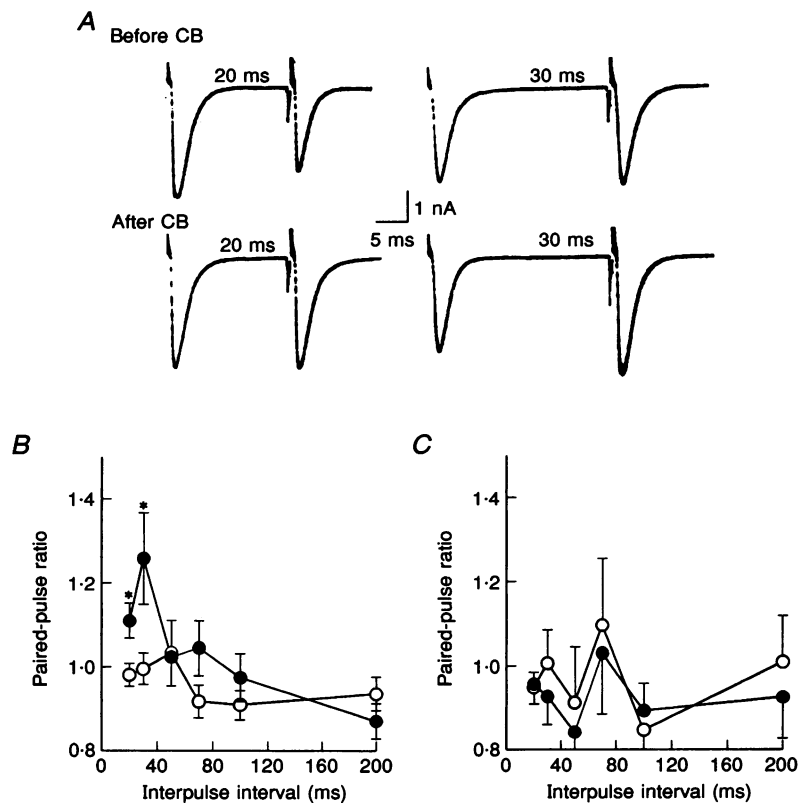 A
Before CB
20 ms
30 ms
1 nA
After CB
20 ms
5 ms
30 ms
B
C
Paired-pulse ratio
1·4
1·2
1·0
0·8
*
*
0
40
80
120
160
200
Interpulse interval (ms)
Paired-pulse ratio
1·4
1·2
1·0
0·8
0
40
80
120
160
200
Interpulse interval (ms)